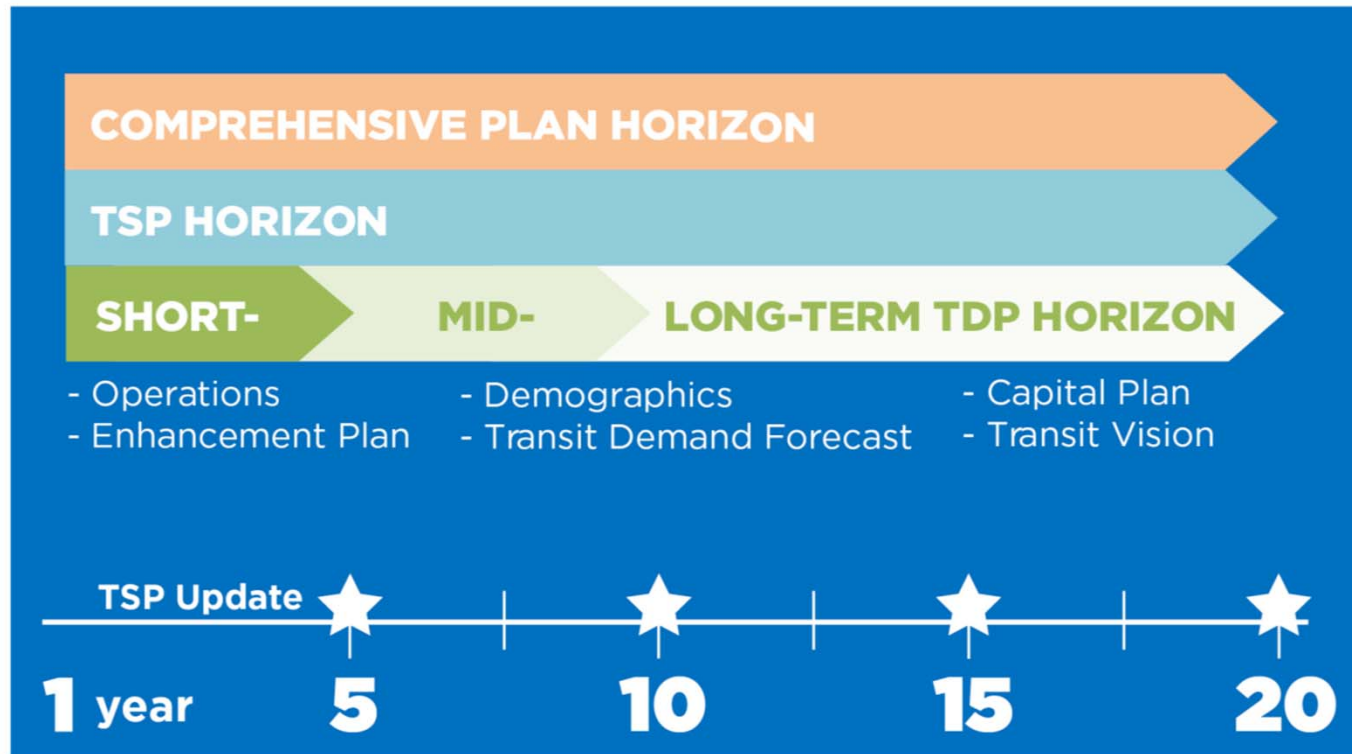 COMPREHENSIVE PLAN HORIZON
TSP HORIZON
SHORT- MID- LONG-TERM TDP HORIZON
- Operations - Demographics - Capital Plan
- Enhancement Plan - Transit Demand Forecast - Transit Vision
TSP Update
1 year 5 10 15 20